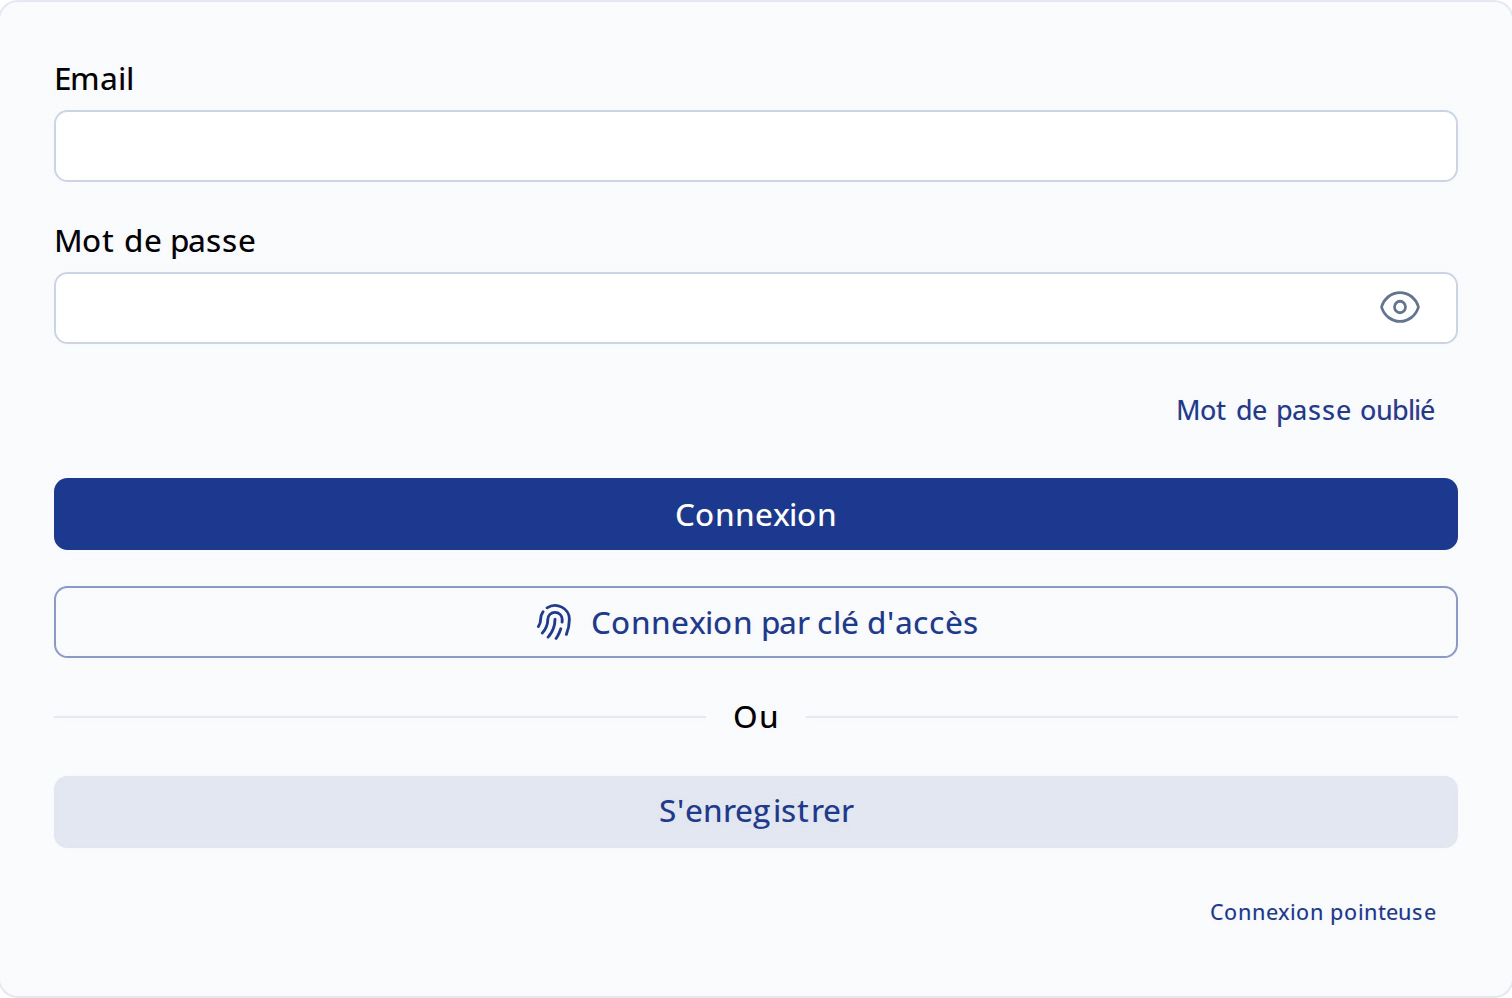 Email
Mot de passe
Mot de passe oublié
Connexion
Connexion par clé d'accès
Ou
S'enregistrer
Connexion pointeuse